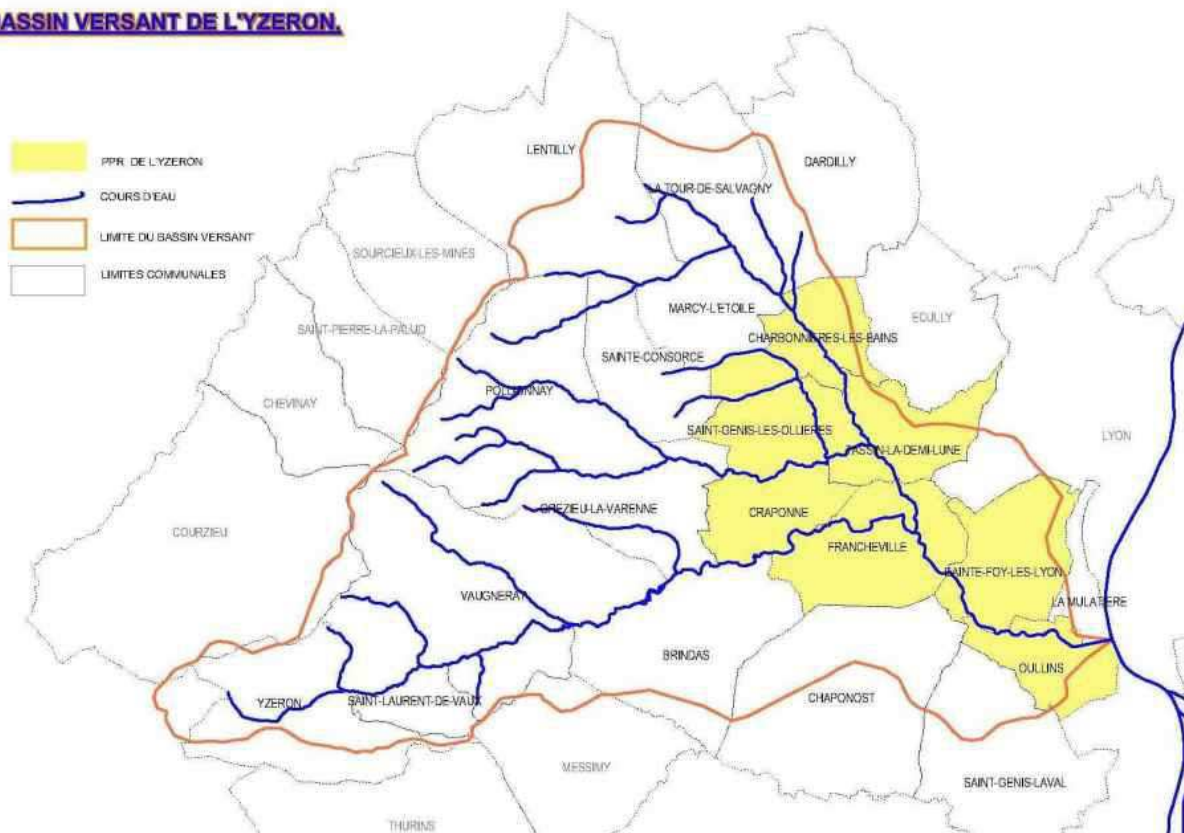 BASSIN VERSANT DE L'YZERON.
PPR DE L'YZERON
COURS D'EAU
LIMITE DU BASSIN VERSANT
LIMITES COMMUNALES
LENTILLY
DARDILLY
LA TOUR-DE-SALVAGNY
SOURCIEUX-LES-MINES
MARCY-L'ETOILE
SAINT-PIERRE-LA-PALUD
CHARBONNIERES-LES-BAINS
ECULLY
SAINTE-CONSORCE
POLLIONNAY
CHEVINAY
SAINT-GENIS-LES-OLLIERES
TASSIN-LA-DEMI-LUNE
LYON
COURZIEU
GREZIEU-LA-VARENNE
CRAPONNE
FRANCHEVILLE
SAINTE-FOY-LES-LYON
VAUGNERAY
LA MULATIERE
BRINDAS
OULLINS
YZERON
SAINT-LAURENT-DE-VAUX
CHAPONOST
MESSIMY
SAINT-GENIS-LAVAL
THURINS